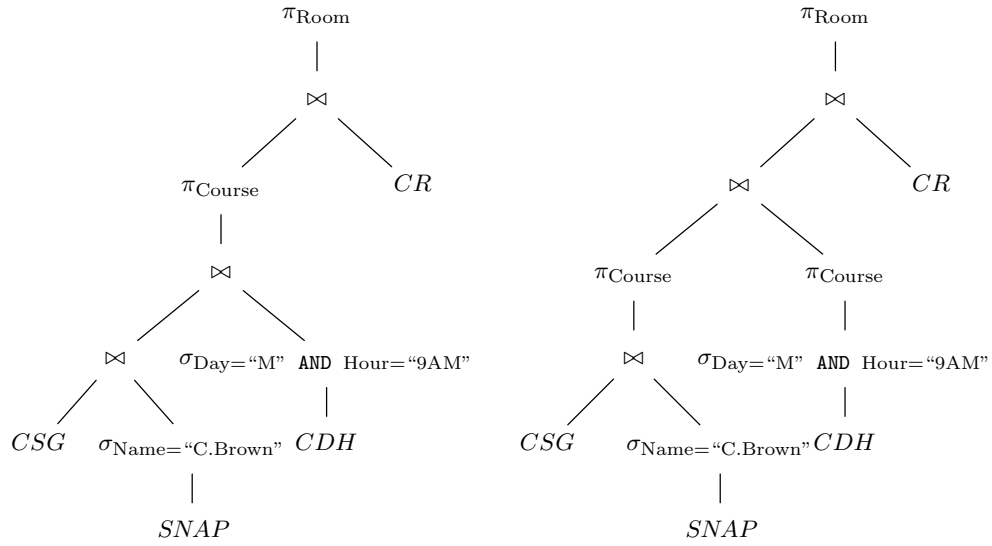 π_Room π_Room
⋈ ⋈
π_Course CR ⋈ CR
⋈ π_Course π_Course
⋈ σ_Day=“M” AND Hour=“9AM” ⋈ σ_Day=“M” AND Hour=“9AM”
CSG σ_Name=“C.Brown” CDH CSG σ_Name=“C.Brown” CDH
SNAP SNAP